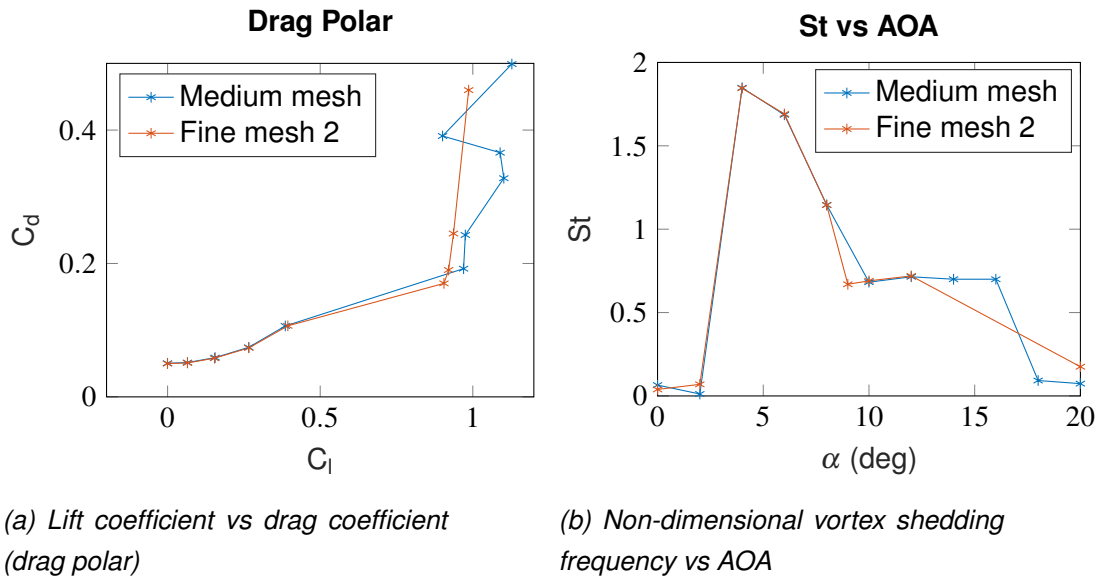 Drag Polar
Medium mesh
Fine mesh 2
0.4
0.2
0
0
0.5
1
C_d
C_l
(a) Lift coefficient vs drag coefficient
(drag polar)
St vs AOA
Medium mesh
Fine mesh 2
2
1.5
1
0.5
0
0
5
10
15
20
St
α (deg)
(b) Non-dimensional vortex shedding
frequency vs AOA